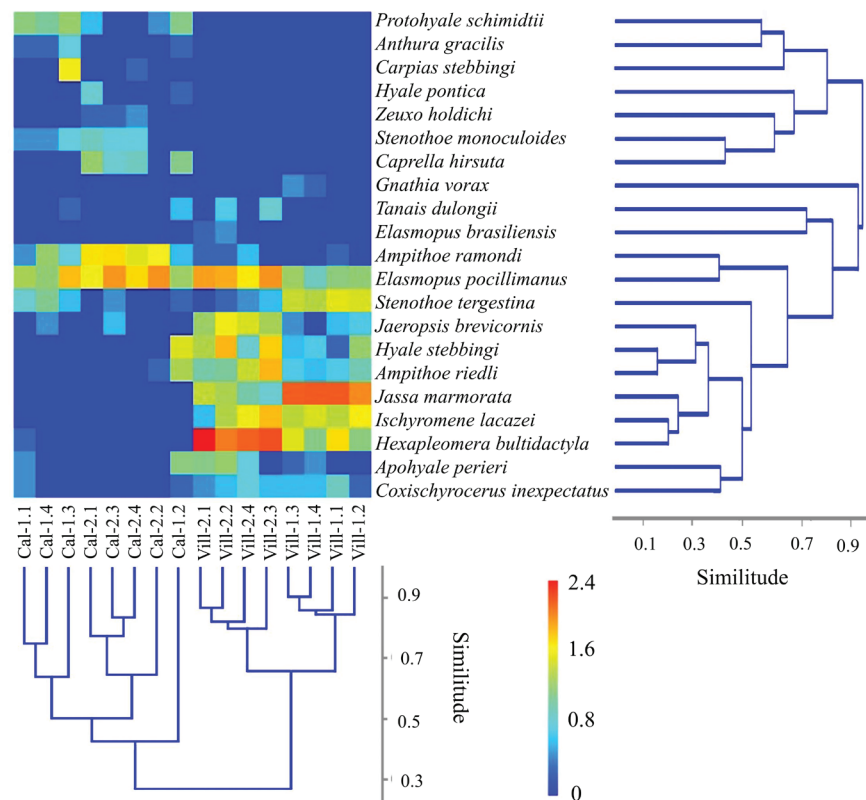 Protohyale schimidtii
Anthura gracilis
Carpias stebbingi
Hyale pontica
Zeuxo holdichi
Stenothoe monoculoides
Caprella hirsuta
Gnathia vorax
Tanais dulongii
Elasmopus brasiliensis
Ampithoe ramondi
Elasmopus pocillimanus
Stenothoe tergestina
Jaeropsis brevicornis
Hyale stebbingi
Ampithoe riedli
Jassa marmorata
Ischyromene lacazei
Hexapleomera bultidactyla
Apohyale perieri
Coxischyrocerus inexpectatus
0.1 0.3 0.5 0.7 0.9
Similitude
Cal-1.1
Cal-1.4
Cal-1.3
Cal-2.1
Cal-2.3
Cal-2.4
Cal-2.2
Cal-1.2
Vill-2.1
Vill-2.2
Vill-2.4
Vill-2.3
Vill-1.3
Vill-1.4
Vill-1.1
Vill-1.2
0.9
0.7
0.5
0.3
Similitude
2.4
1.6
0.8
0